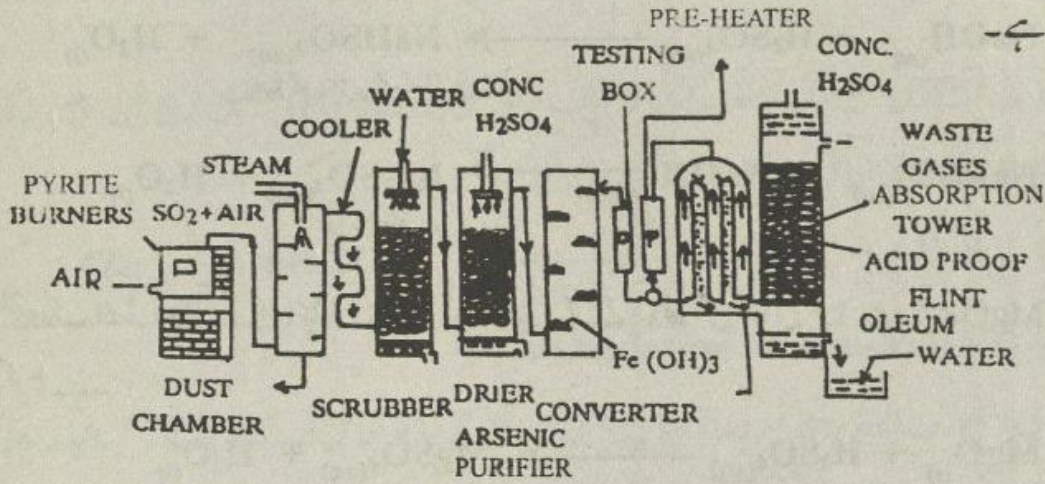 PRE-HEATER
TESTING BOX
CONC. H2SO4
WATER
CONC H2SO4
COOLER
STEAM
WASTE GASES
PYRITE BURNERS
SO2+AIR
ABSORPTION TOWER
AIR
ACID PROOF FLINT
OLEUM
WATER
Fe (OH)3
DUST CHAMBER
SCRUBBER
DRIER
CONVERTER
ARSENIC PURIFIER